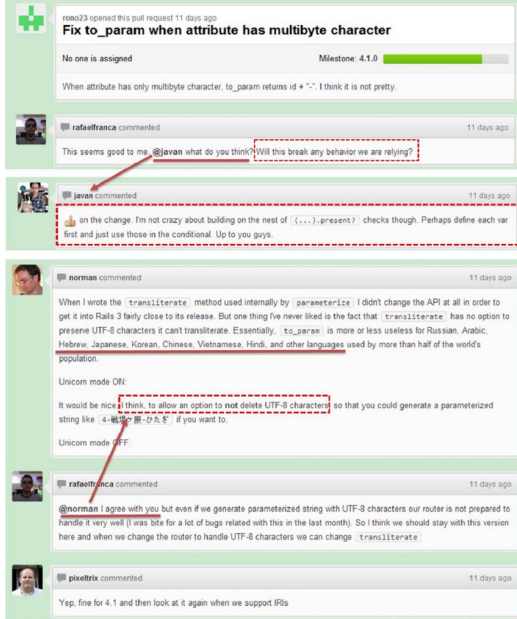 rono23 opened this pull request 11 days ago
Fix to_param when attribute has multibyte character
No one is assigned
Milestone: 4.1.0
When attribute has only multibyte character, to_param returns id + "-". I think it is not pretty.
rafaelfranca commented
11 days ago
This seems good to me. @javan what do you think? Will this break any behavior we are relying?
javan commented
11 days ago
on the change. I'm not crazy about building on the nest of (...).present? checks though. Perhaps define each var
first and just use those in the conditional. Up to you guys.
norman commented
11 days ago
When I wrote the transliterate method used internally by parameterize I didn't change the API at all in order to
get it into Rails 3 fairly close to its release. But one thing I've never liked is the fact that transliterate has no option to
preserve UTF-8 characters it can't transliterate. Essentially, to_param is more or less useless for Russian, Arabic,
Hebrew, Japanese, Korean, Chinese, Vietnamese, Hindi, and other languages used by more than half of the world's
population.
Unicorn mode ON:
It would be nice, I think, to allow an option to not delete UTF-8 characters so that you could generate a parameterized
string like 4-戦場ヶ原-ひたぎ if you want to.
Unicorn mode OFF.
rafaelfranca commented
11 days ago
@norman I agree with you but even if we generate parameterized string with UTF-8 characters our router is not prepared to
handle it very well (I was bite for a lot of bugs related with this in the last month). So I think we should stay with this version
here and when we change the router to handle UTF-8 characters we can change transliterate
pixeltrix commented
11 days ago
Yep, fine for 4.1 and then look at it again when we support IRIs